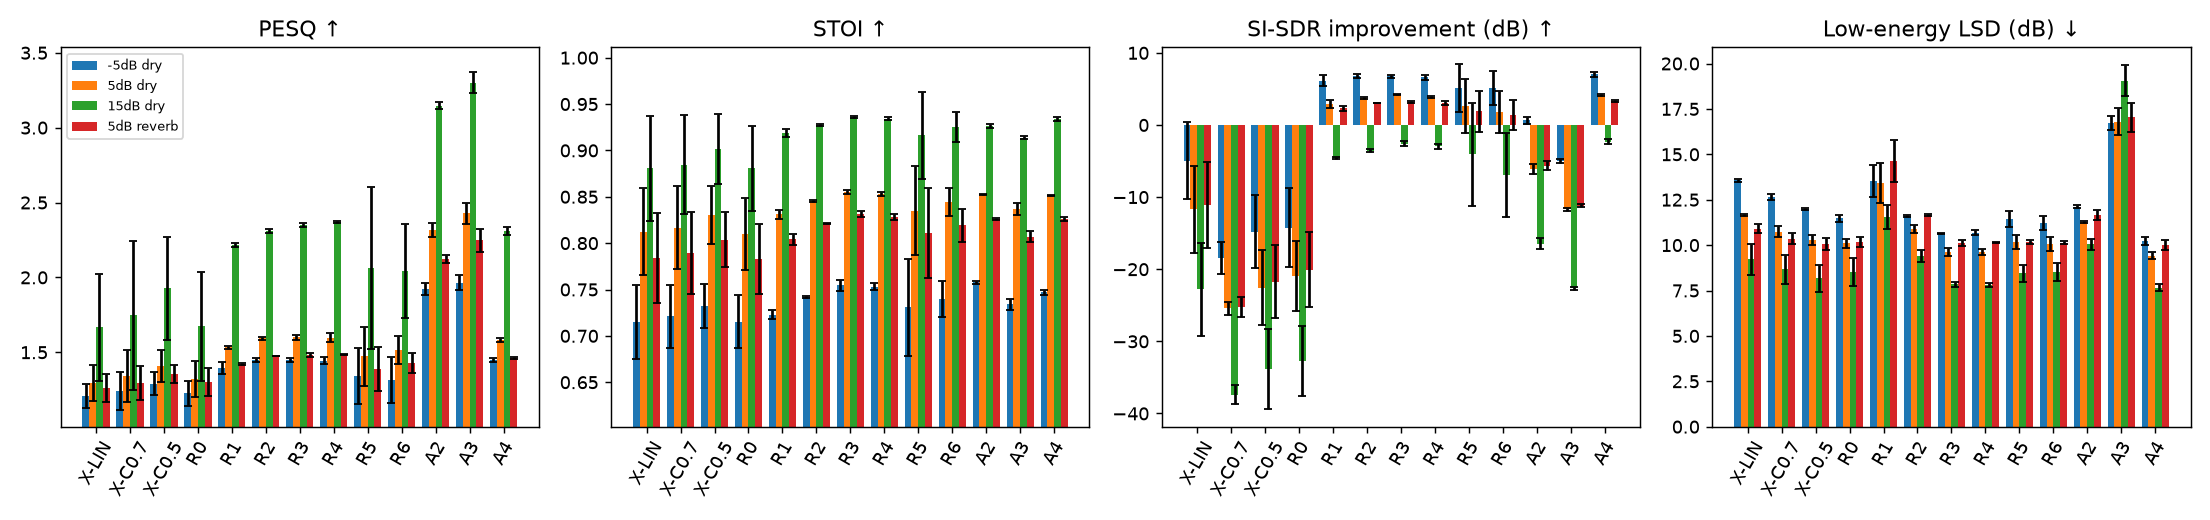 PESQ ↑
3.5
3.0
2.5
2.0
1.5
-5dB dry
5dB dry
15dB dry
5dB reverb
X-LIN
X-C0.7
X-C0.5
R0
R1
R2
R3
R4
R5
R6
A2
A3
A4
STOI ↑
1.00
0.95
0.90
0.85
0.80
0.75
0.70
0.65
X-LIN
X-C0.7
X-C0.5
R0
R1
R2
R3
R4
R5
R6
A2
A3
A4
SI-SDR improvement (dB) ↑
10
0
−10
−20
−30
−40
X-LIN
X-C0.7
X-C0.5
R0
R1
R2
R3
R4
R5
R6
A2
A3
A4
Low-energy LSD (dB) ↓
20.0
17.5
15.0
12.5
10.0
7.5
5.0
2.5
0.0
X-LIN
X-C0.7
X-C0.5
R0
R1
R2
R3
R4
R5
R6
A2
A3
A4